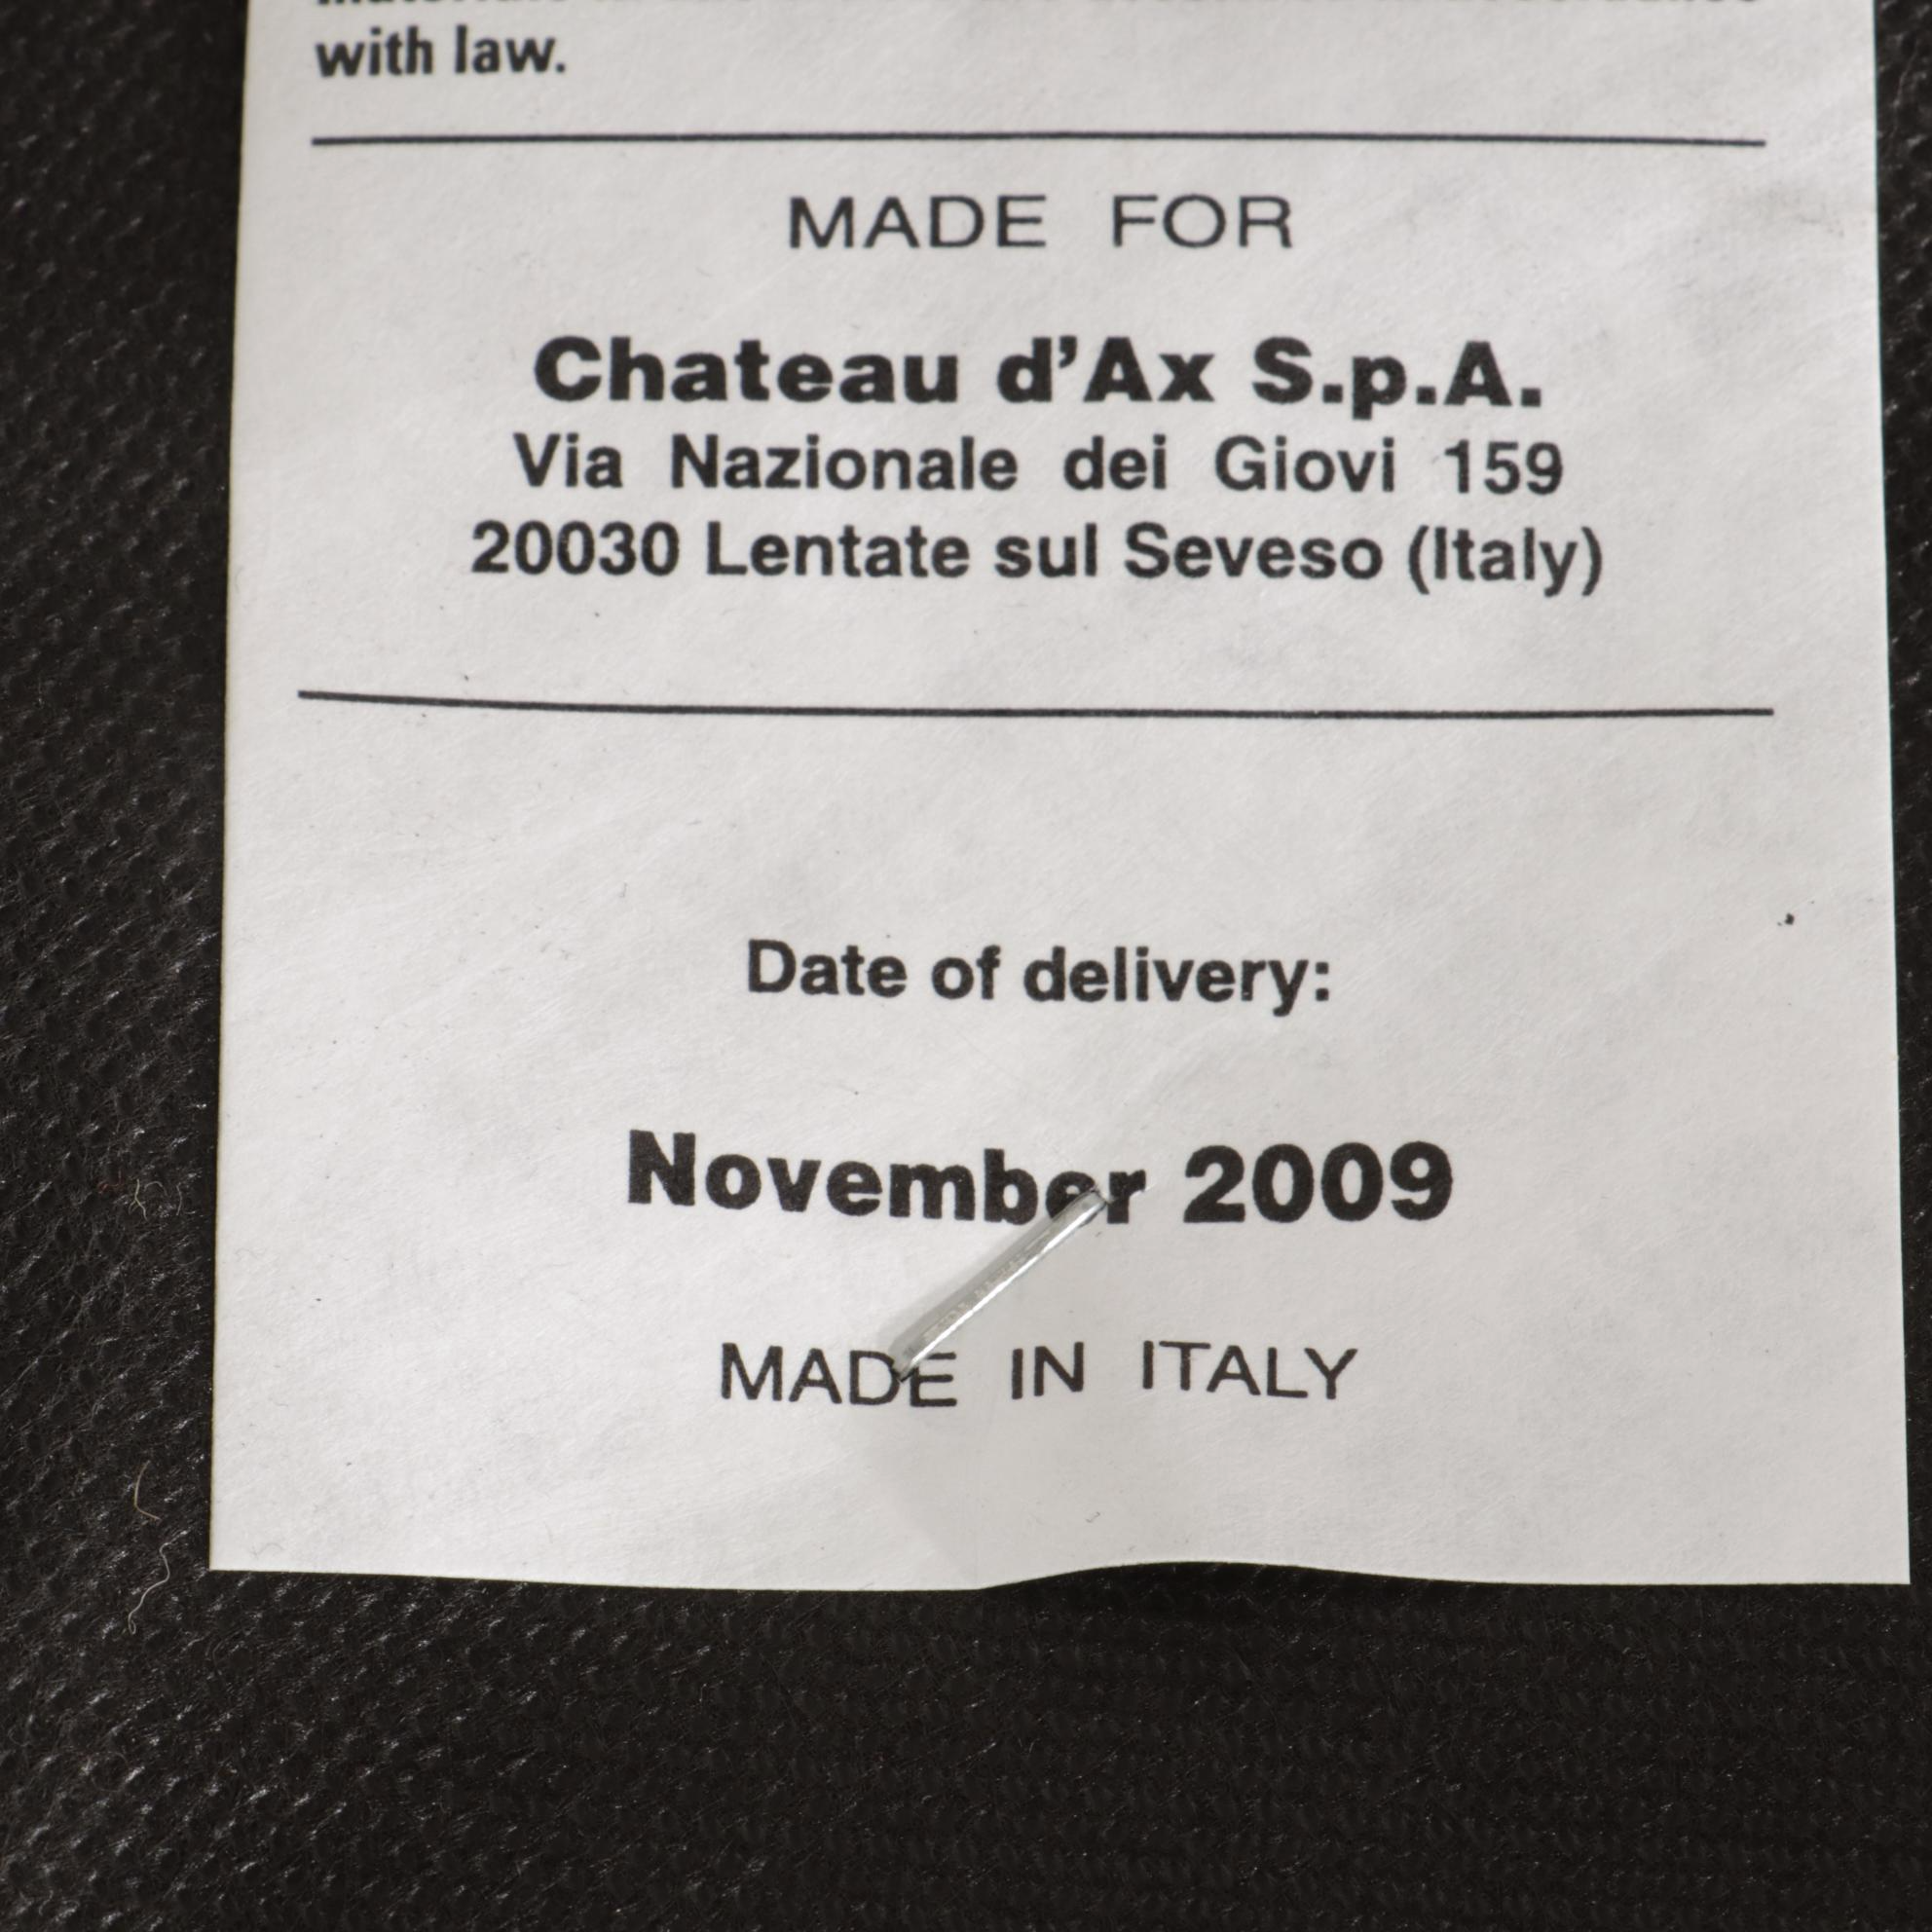 with law.
MADE FOR
Chateau d'Ax S.p.A.
Via Nazionale dei Giovi 159
20030 Lentate sul Seveso (Italy)
Date of delivery:
November 2009
MADE IN ITALY